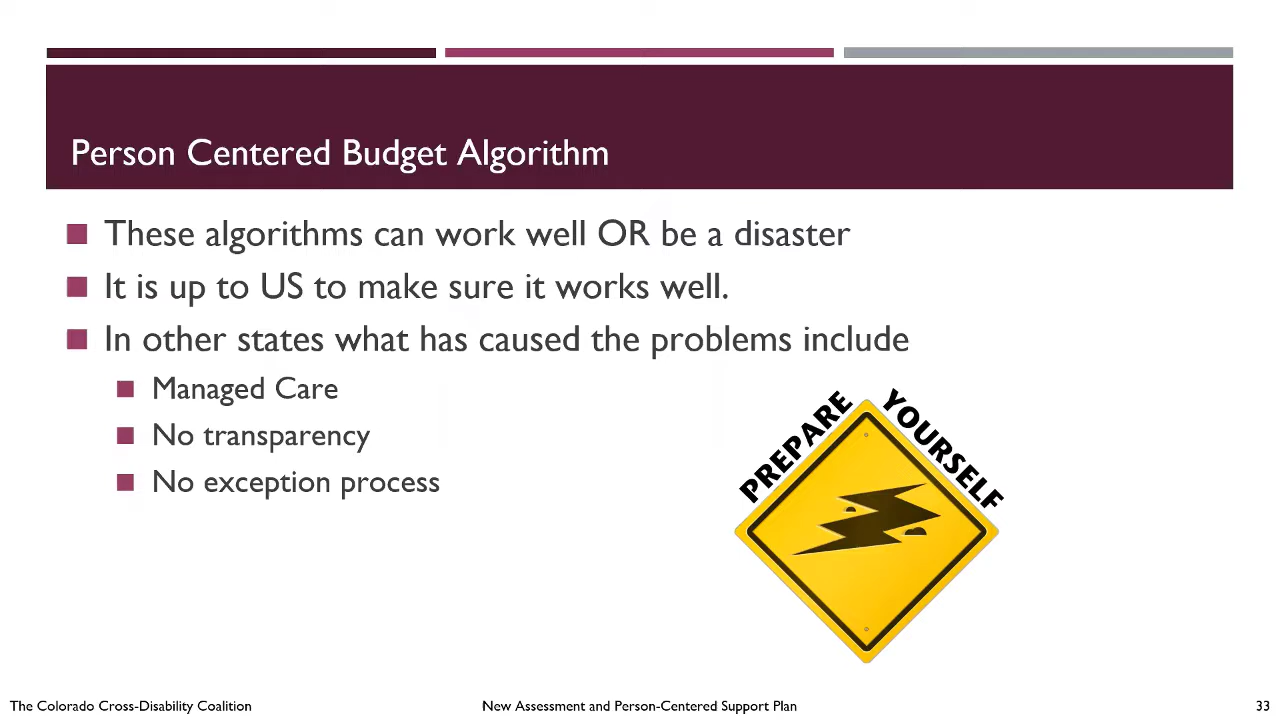 Person Centered Budget Algorithm
These algorithms can work well OR be a disaster
It is up to US to make sure it works well.
In other states what has caused the problems include
Managed Care
No transparency
No exception process
PREPARE YOURSELF
The Colorado Cross-Disability Coalition
New Assessment and Person-Centered Support Plan
33